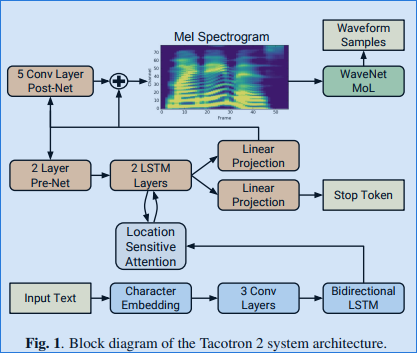 Mel Spectrogram
Waveform
Samples
5 Conv Layer
Post-Net
70
60
50
40
30
20
10
0
Channel
0
10
20
30
40
50
Frame
WaveNet
MoL
Linear
Projection
2 Layer
Pre-Net
2 LSTM
Layers
Linear
Projection
Stop Token
Location
Sensitive
Attention
Input Text
Character
Embedding
3 Conv
Layers
Bidirectional
LSTM
Fig. 1. Block diagram of the Tacotron 2 system architecture.